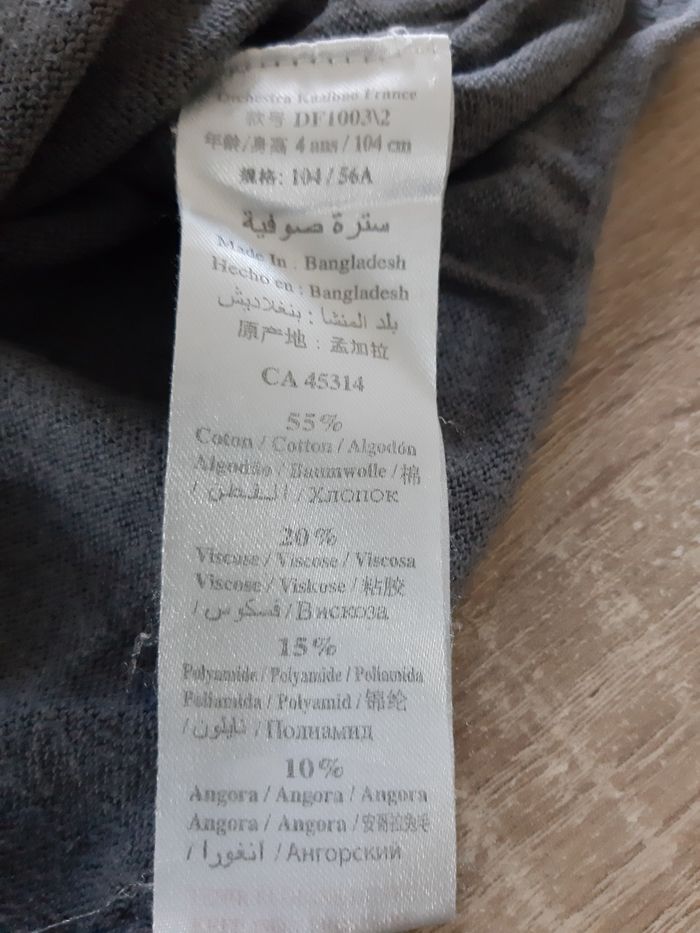 Orchestra Kazibao France
款号 DF1003\2
年龄/身高 4 ans / 104 cm
规格: 104 / 56A
سترة صوفية
Made In : Bangladesh
Hecho en : Bangladesh
بلد المنشا : بنغلاديش
原产地 : 孟加拉
CA 45314
55%
Coton / Cotton / Algodón
Algodão / Baumwolle / 棉
/ القطن / Хлопок
20%
Viscose / Viscose / Viscosa
Viscose / Viskose / 粘胶
/ فسكوس / Вискоза
15%
Polyamide / Polyamide / Poliamida
Poliamida / Polyamid / 锦纶
/ نايلون / Полиамид
10%
Angora / Angora / Angora
Angora / Angora / 安哥拉兔毛
/ انغورا / Ангорский